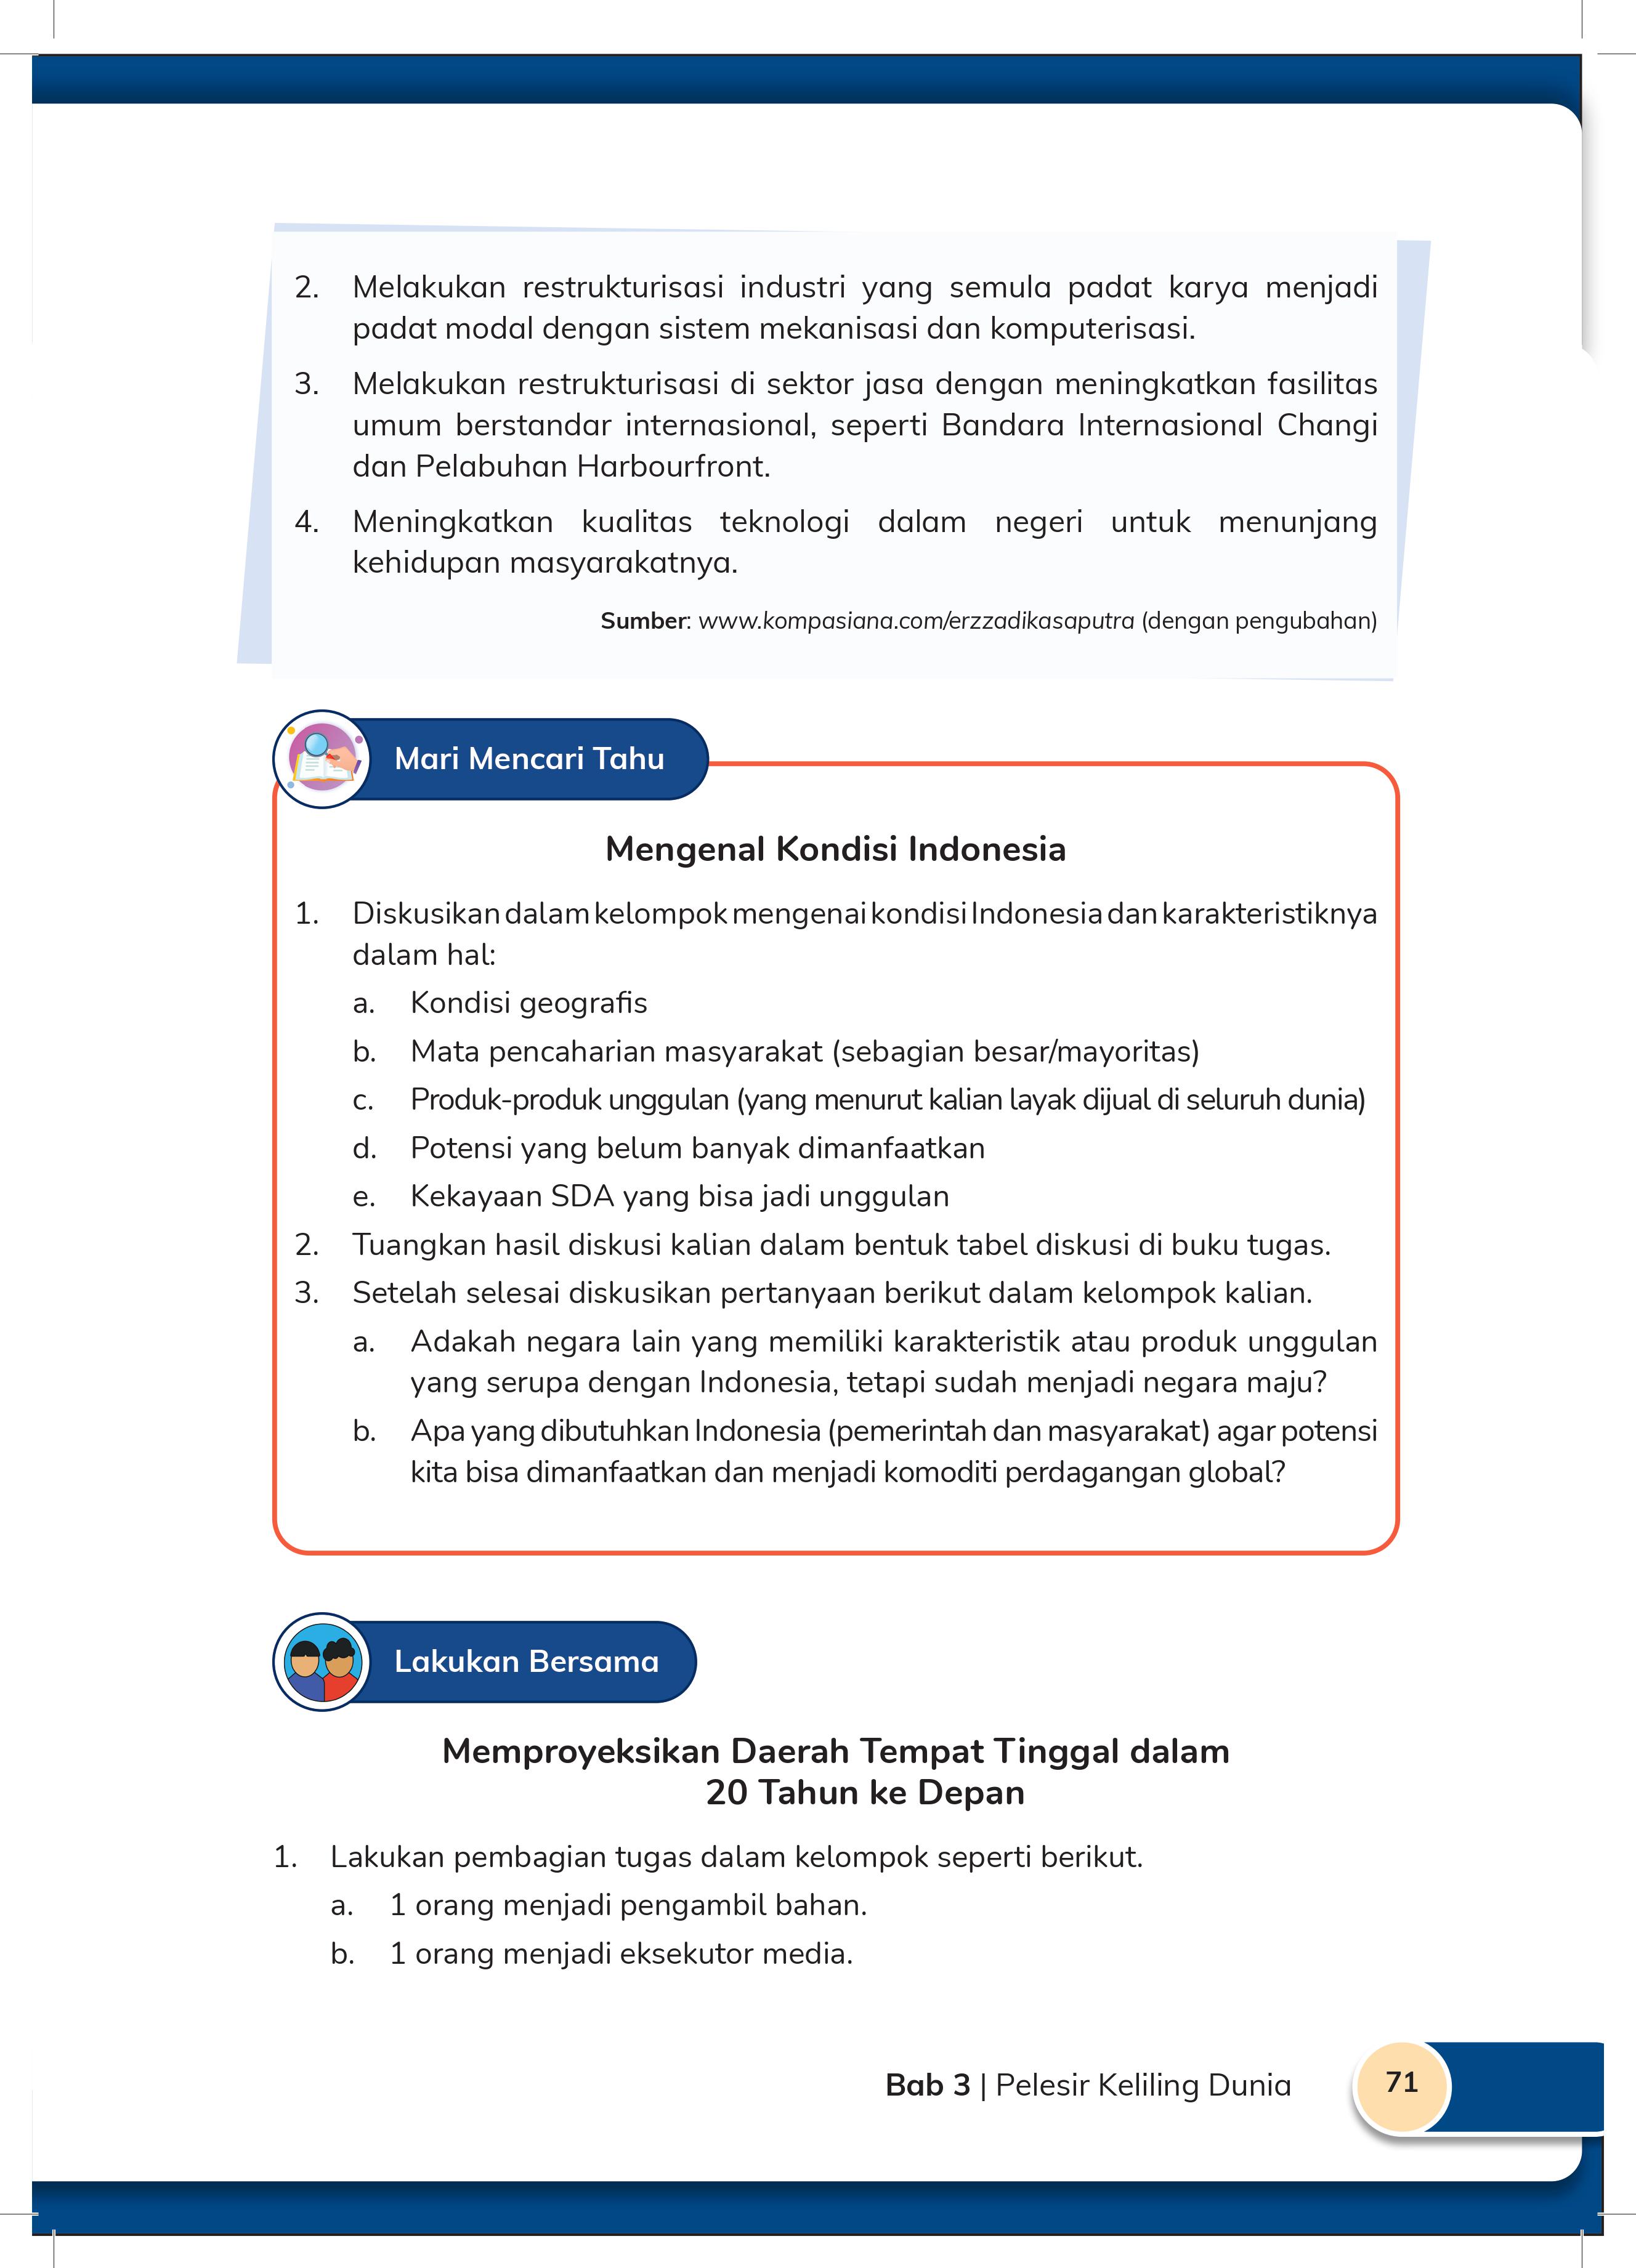 2. Melakukan restrukturisasi industri yang semula padat karya menjadi
padat modal dengan sistem mekanisasi dan komputerisasi.
3. Melakukan restrukturisasi di sektor jasa dengan meningkatkan fasilitas
umum berstandar internasional, seperti Bandara Internasional Changi
dan Pelabuhan Harbourfront.
4. Meningkatkan kualitas teknologi dalam negeri untuk menunjang
kehidupan masyarakatnya.
Sumber: www.kompasiana.com/erzzadikasaputra (dengan pengubahan)
Mari Mencari Tahu
Mengenal Kondisi Indonesia
1. Diskusikan dalam kelompok mengenai kondisi Indonesia dan karakteristiknya
dalam hal:
a. Kondisi geografis
b. Mata pencaharian masyarakat (sebagian besar/mayoritas)
c. Produk-produk unggulan (yang menurut kalian layak dijual di seluruh dunia)
d. Potensi yang belum banyak dimanfaatkan
e. Kekayaan SDA yang bisa jadi unggulan
2. Tuangkan hasil diskusi kalian dalam bentuk tabel diskusi di buku tugas.
3. Setelah selesai diskusikan pertanyaan berikut dalam kelompok kalian.
a. Adakah negara lain yang memiliki karakteristik atau produk unggulan
yang serupa dengan Indonesia, tetapi sudah menjadi negara maju?
b. Apa yang dibutuhkan Indonesia (pemerintah dan masyarakat) agar potensi
kita bisa dimanfaatkan dan menjadi komoditi perdagangan global?
Lakukan Bersama
Memproyeksikan Daerah Tempat Tinggal dalam
20 Tahun ke Depan
1. Lakukan pembagian tugas dalam kelompok seperti berikut.
a. 1 orang menjadi pengambil bahan.
b. 1 orang menjadi eksekutor media.
Bab 3 | Pelesir Keliling Dunia
71